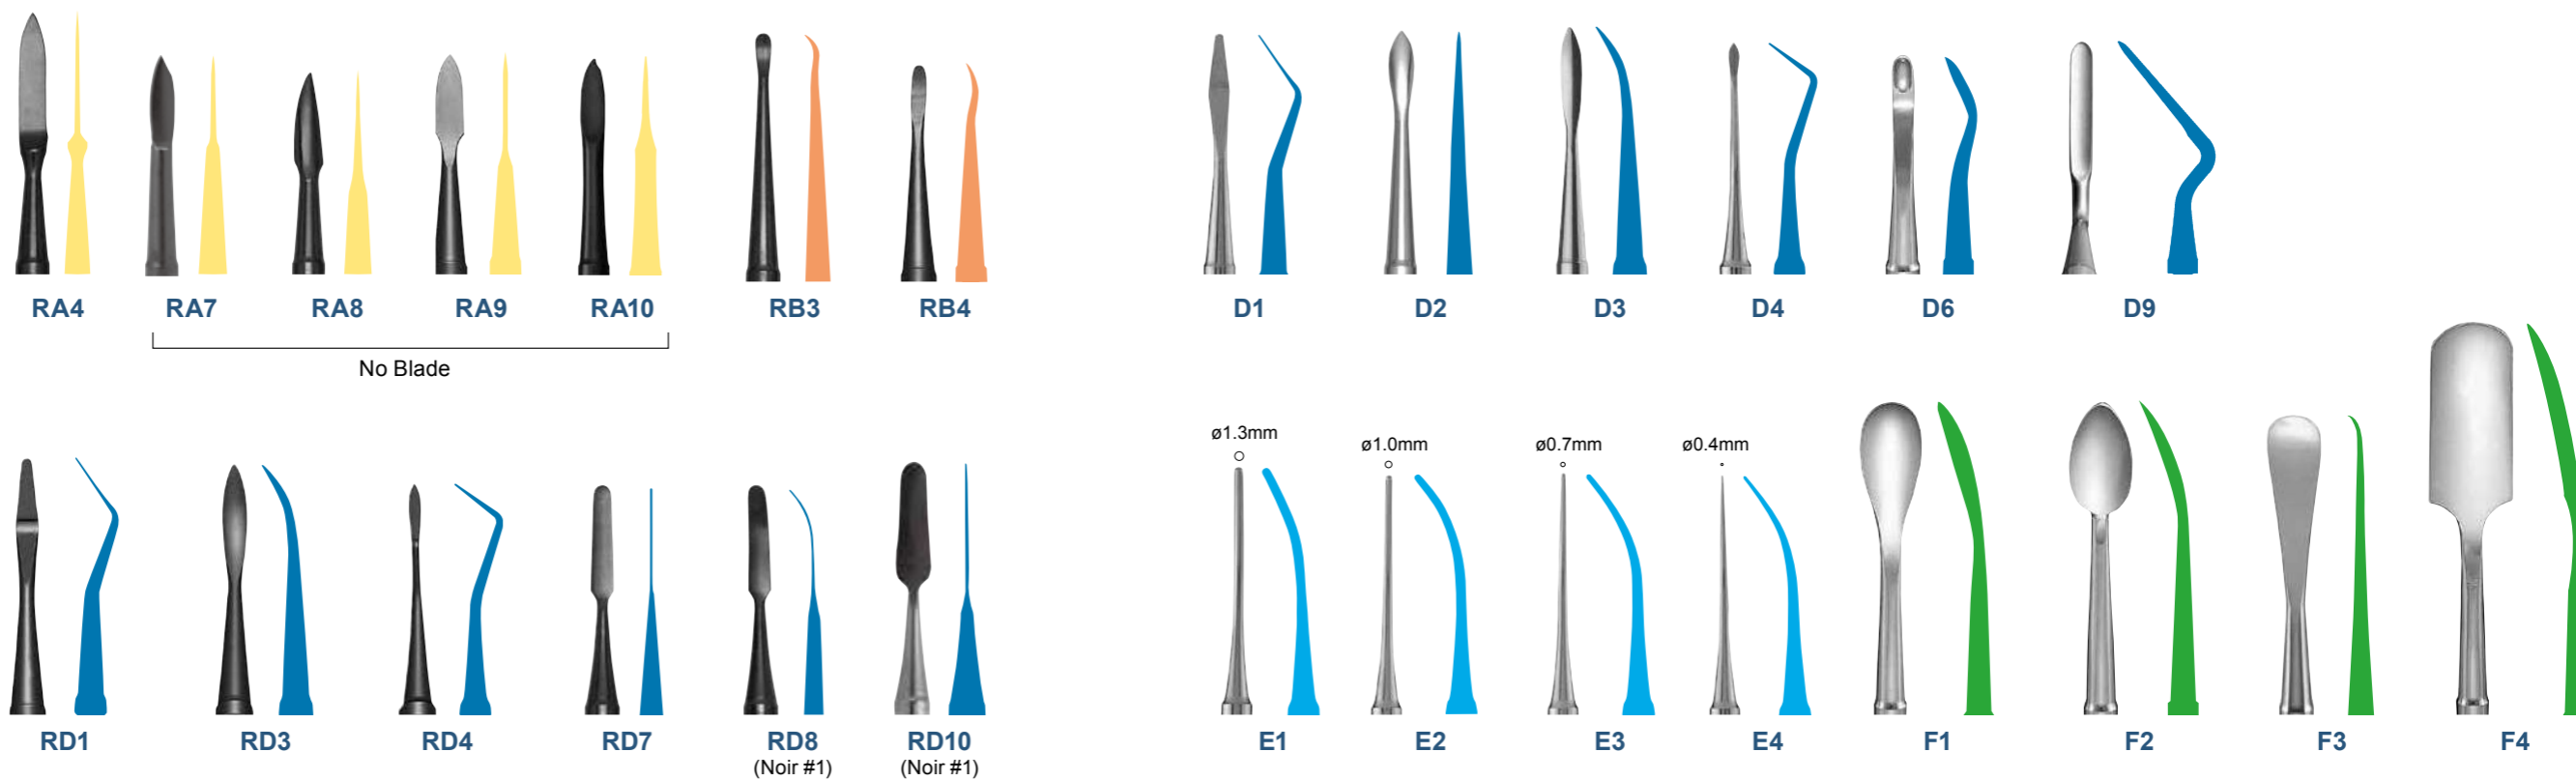 RA4 RA7 RA8 RA9 RA10 RB3 RB4
No Blade
D1 D2 D3 D4 D6 D9
RD1 RD3 RD4 RD7 RD8 RD10
(Noir #1) (Noir #1)
ø1.3mm ø1.0mm ø0.7mm ø0.4mm
E1 E2 E3 E4 F1 F2 F3 F4